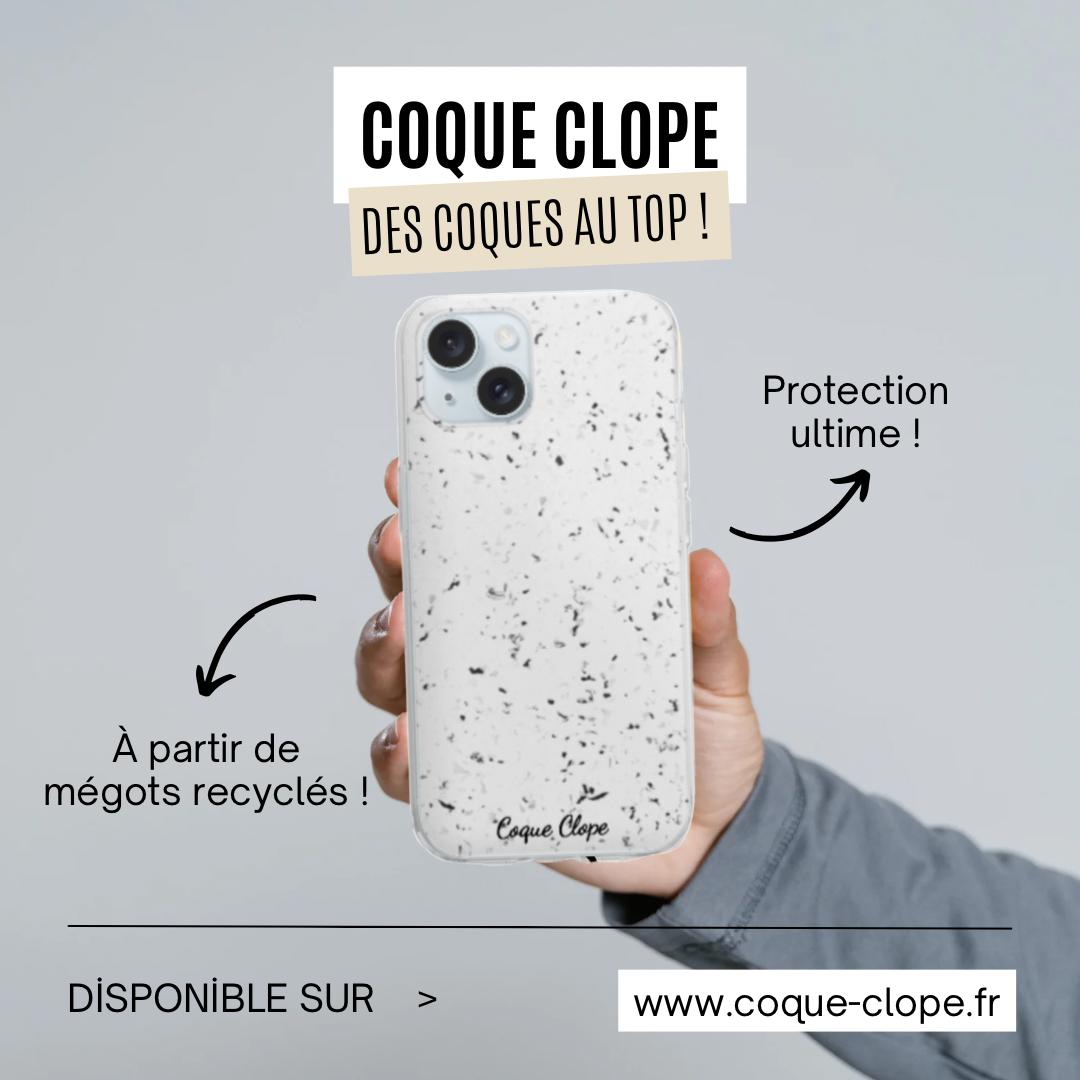 COQUE CLOPE
DES COQUES AU TOP !
Protection
ultime !
À partir de
mégots recyclés !
Coque Clope
DİSPONİBLE SUR >
www.coque-clope.fr